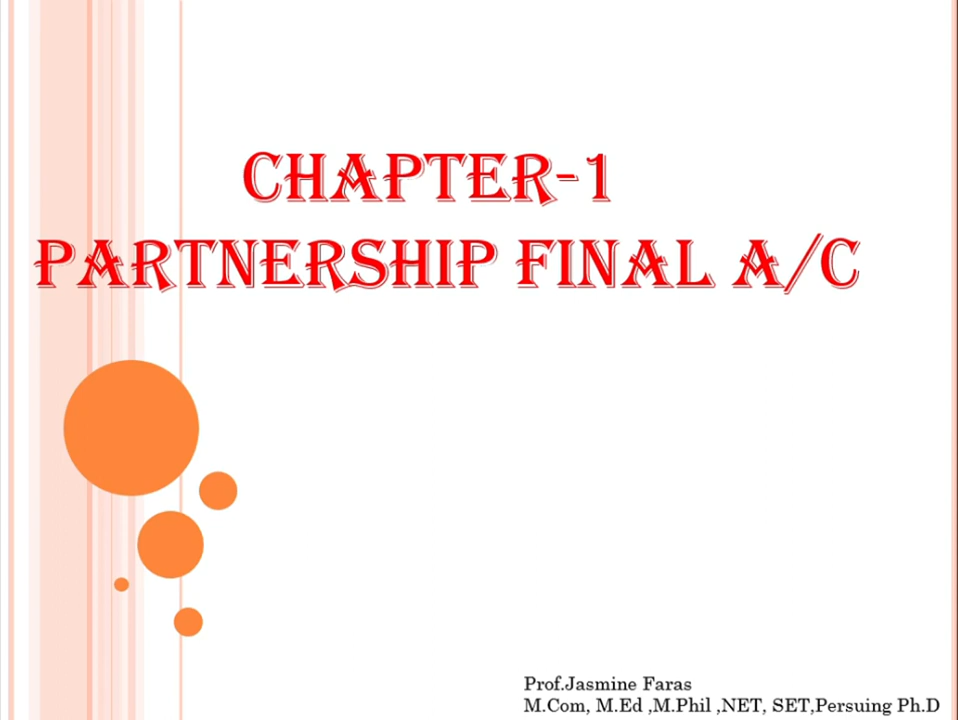 CHAPTER-1
PARTNERSHIP FINAL A/C
Prof.Jasmine Faras
M.Com, M.Ed ,M.Phil ,NET, SET,Persuing Ph.D